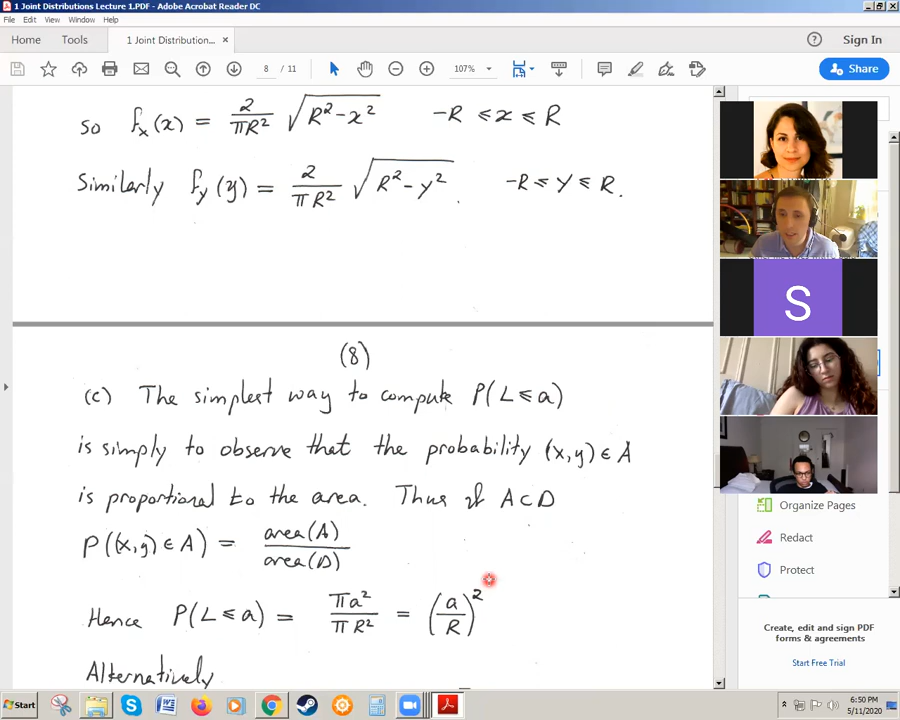 1 Joint Distributions Lecture 1.PDF - Adobe Acrobat Reader DC
File Edit View Window Help
Home Tools 1 Joint Distribution... × Sign In
8 / 11 107% Share
so fx(x) = 2/πR² √(R²-x²) -R ≤ x ≤ R
Similarly fy(y) = 2/πR² √(R²-y²) . -R ≤ y ≤ R.
(8)
(c) The simplest way to compute P(L ≤ a)
is simply to observe that the probability (x,y) ∈ A
is proportional to the area. Thus if A ⊂ D
P((x,y) ∈ A) = area(A)/area(D)
Hence P(L ≤ a) = πa²/πR² = (a/R)²
Alternatively
S
Organize Pages
Redact
Protect
Create, edit and sign PDF
forms & agreements
Start Free Trial
Start
6:50 PM
5/11/2020